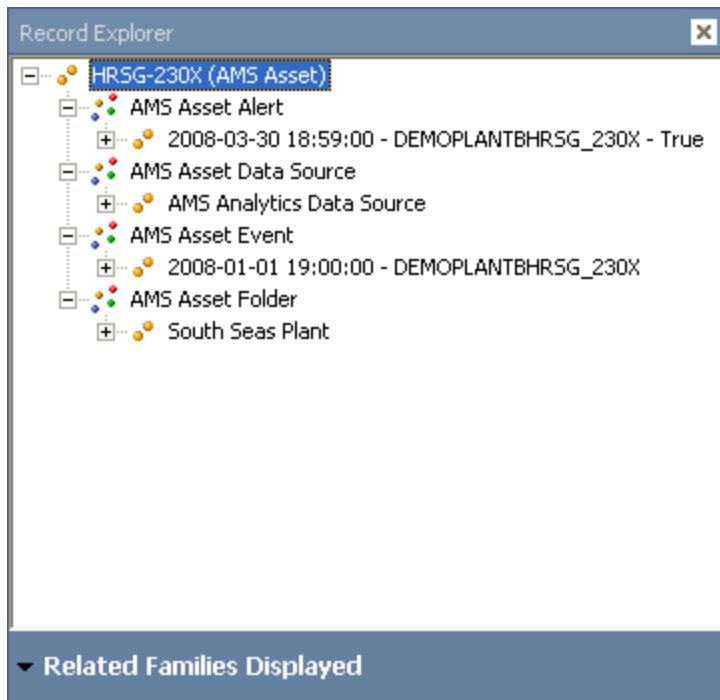 Record Explorer
HRSG-230X (AMS Asset)
AMS Asset Alert
2008-03-30 18:59:00 - DEMOPLANTBHRSG_230X - True
AMS Asset Data Source
AMS Analytics Data Source
AMS Asset Event
2008-01-01 19:00:00 - DEMOPLANTBHRSG_230X
AMS Asset Folder
South Seas Plant
Related Families Displayed